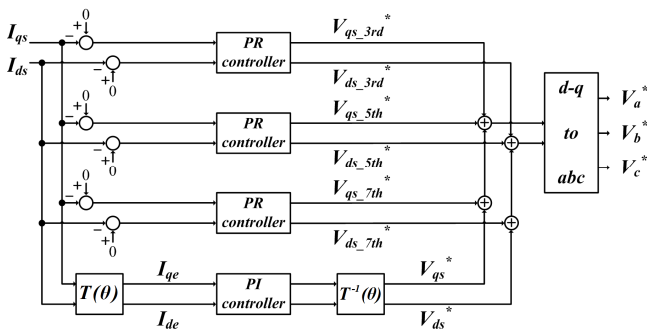 0
I_qs
− +
PR
controller
V_qs_3rd*
I_ds
− +
0
V_ds_3rd*
0
− +
PR
controller
V_qs_5th*
− +
0
V_ds_5th*
0
− +
PR
controller
V_qs_7th*
− +
0
V_ds_7th*
+
+
+
+
d-q
to
abc
V_a*
V_b*
V_c*
T(θ)
I_qe
I_de
PI
controller
T⁻¹(θ)
V_qs*
V_ds*